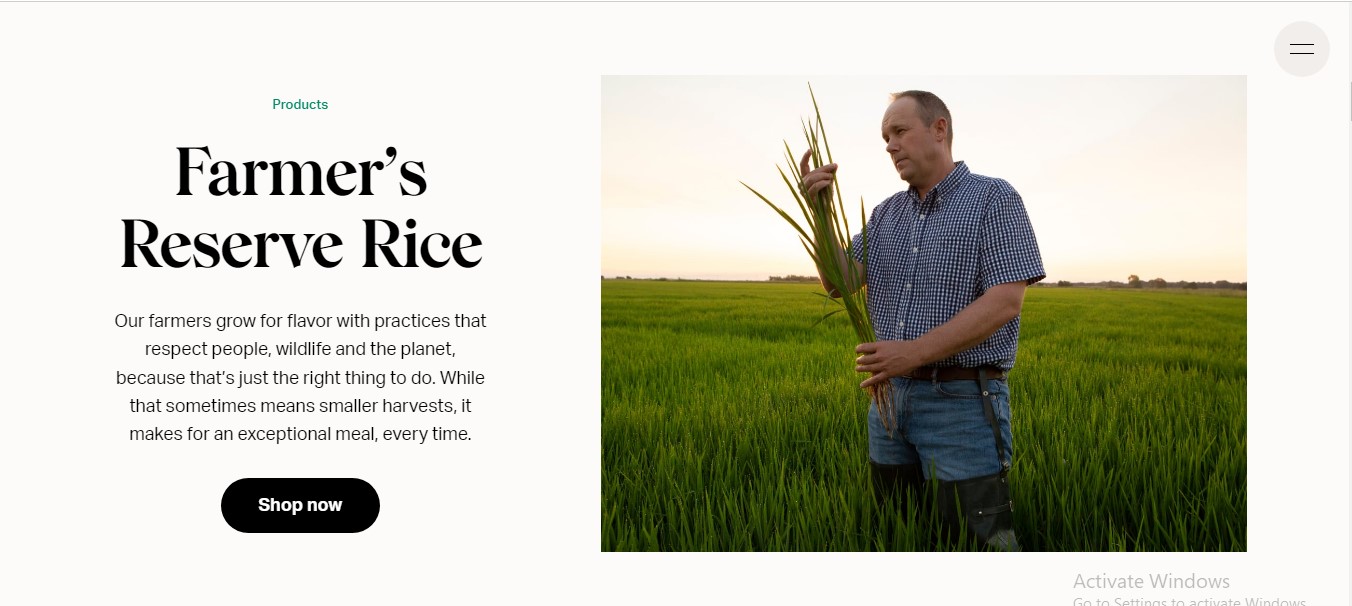 Products
Farmer’s
Reserve Rice
Our farmers grow for flavor with practices that
respect people, wildlife and the planet,
because that’s just the right thing to do. While
that sometimes means smaller harvests, it
makes for an exceptional meal, every time.
Shop now
Activate Windows
Go to Settings to activate Windows.